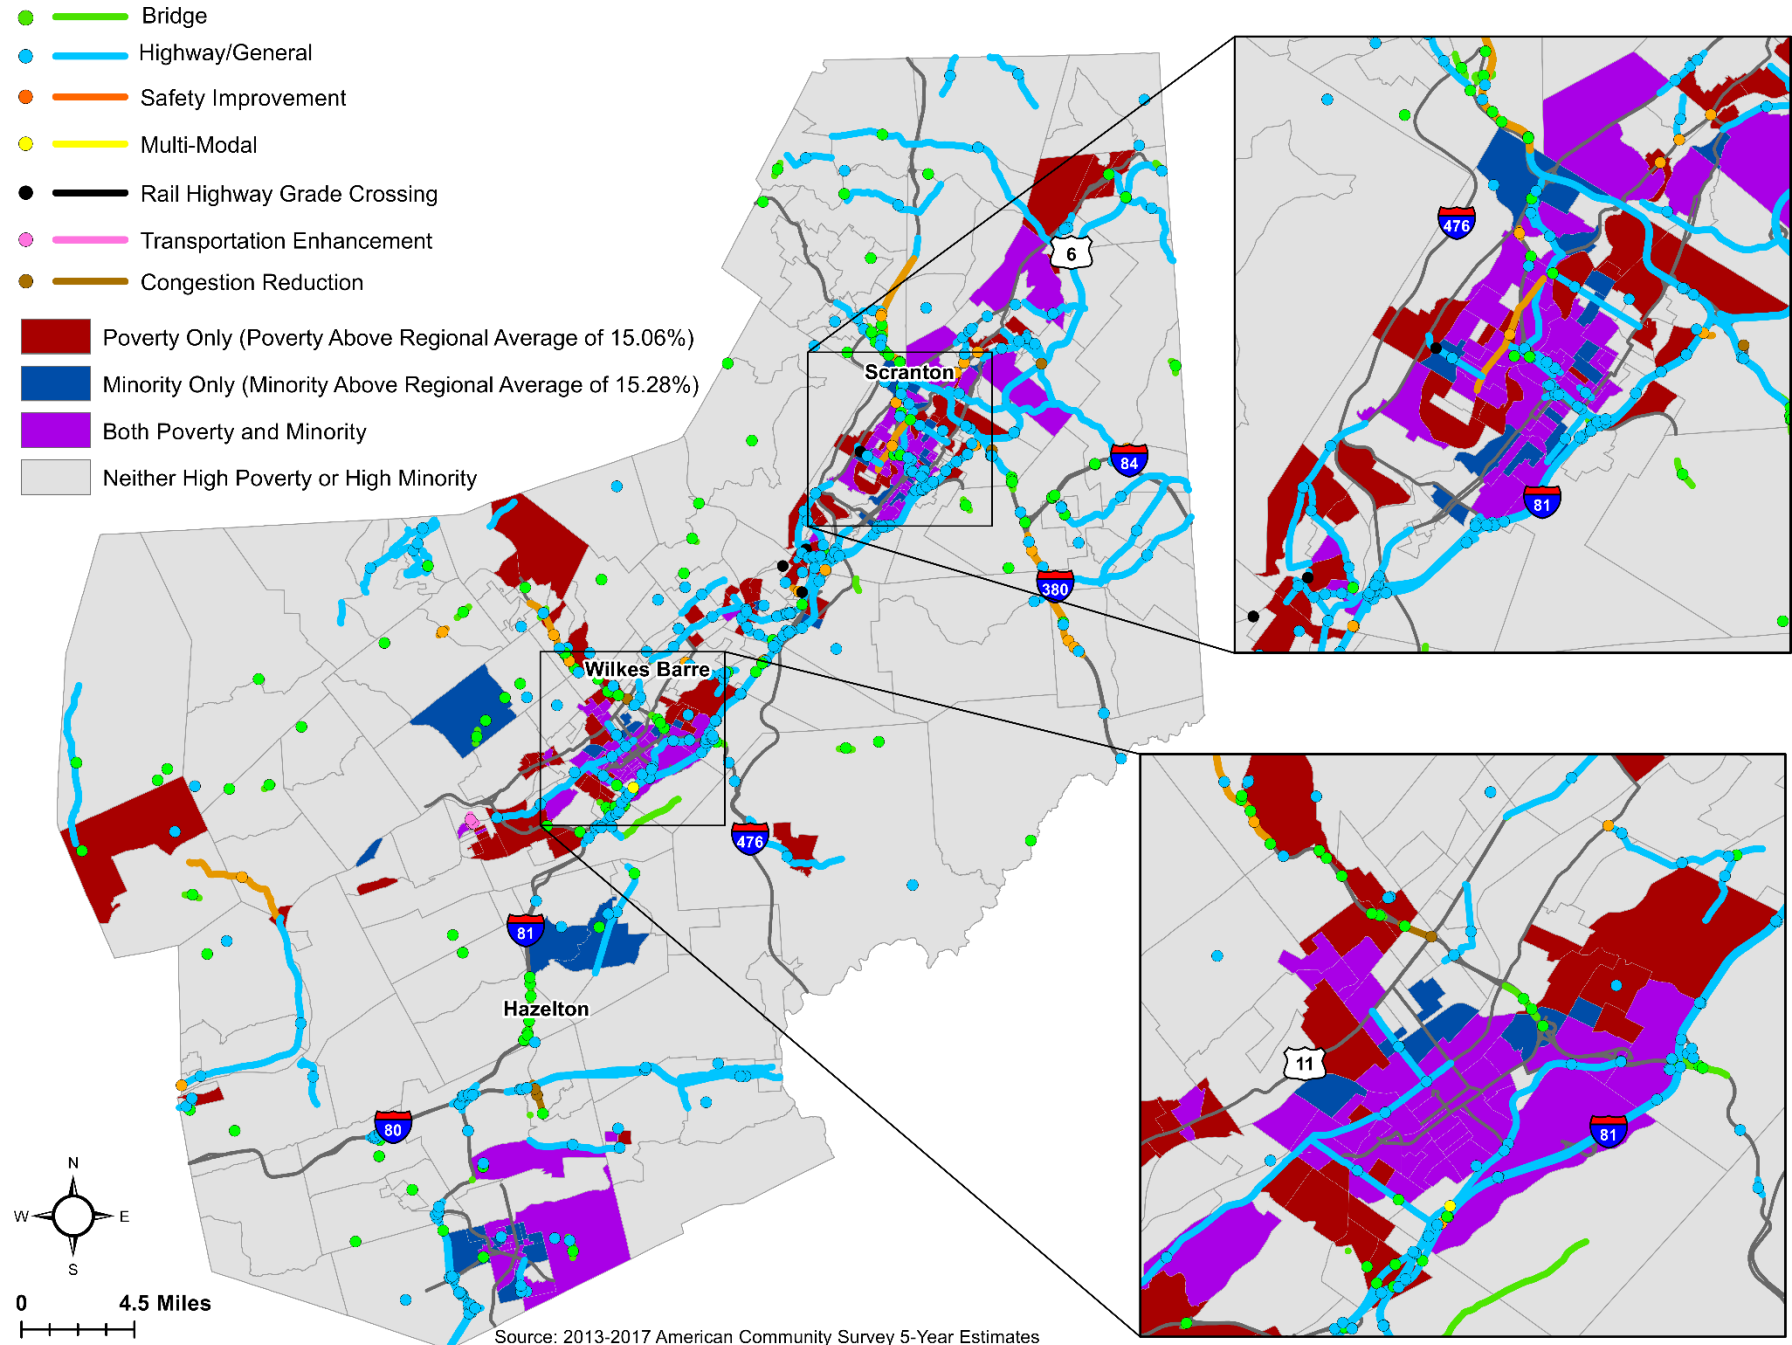 Bridge
Highway/General
Safety Improvement
Multi-Modal
Rail Highway Grade Crossing
Transportation Enhancement
Congestion Reduction
Poverty Only (Poverty Above Regional Average of 15.06%)
Minority Only (Minority Above Regional Average of 15.28%)
Both Poverty and Minority
Neither High Poverty or High Minority
6
Scranton
84
380
Wilkes Barre
476
81
Hazelton
80
476
81
11
81
N
W E
S
0 4.5 Miles
Source: 2013-2017 American Community Survey 5-Year Estimates